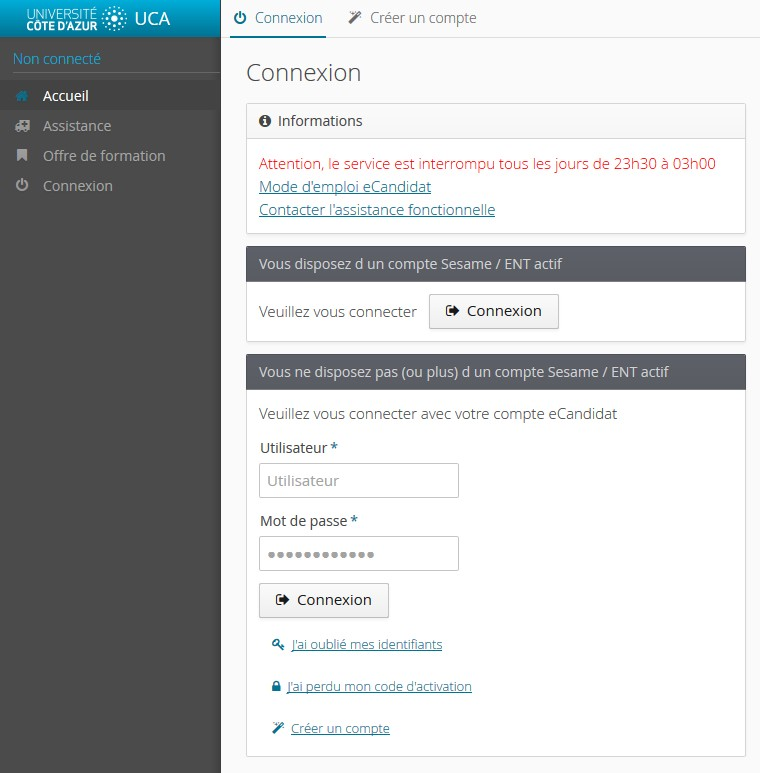 UNIVERSITÉ
CÔTE D'AZUR UCA
Non connecté
Accueil
Assistance
Offre de formation
Connexion
Connexion Créer un compte
Connexion
Informations
Attention, le service est interrompu tous les jours de 23h30 à 03h00
Mode d'emploi eCandidat
Contacter l'assistance fonctionnelle
Vous disposez d un compte Sesame / ENT actif
Veuillez vous connecter Connexion
Vous ne disposez pas (ou plus) d un compte Sesame / ENT actif
Veuillez vous connecter avec votre compte eCandidat
Utilisateur *
Utilisateur
Mot de passe *
●●●●●●●●●●●●
Connexion
J'ai oublié mes identifiants
J'ai perdu mon code d'activation
Créer un compte